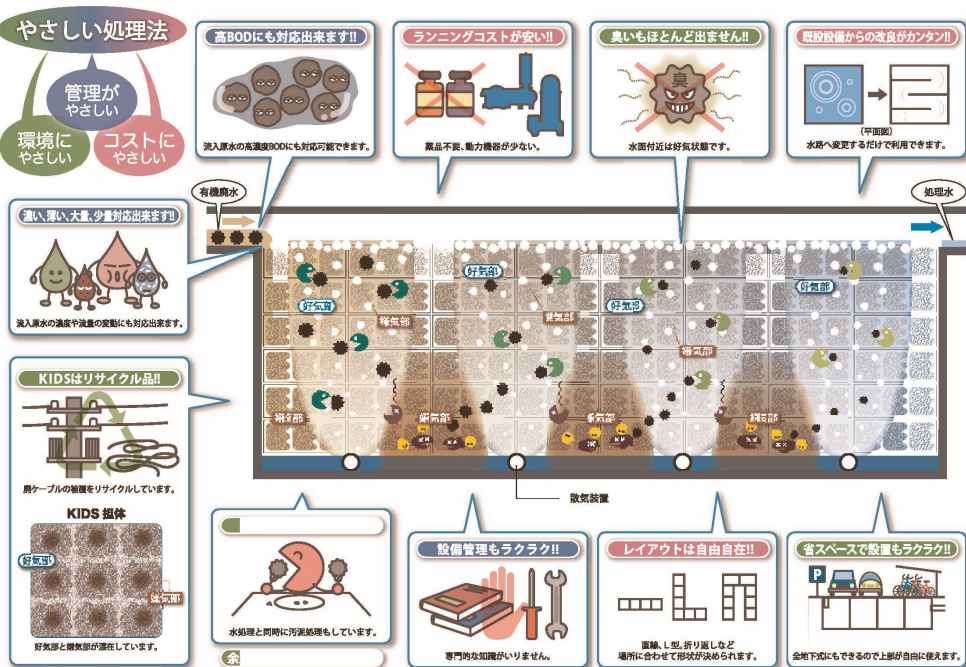 やさしい処理法
管理が
やさしい
環境に
やさしい
コストに
やさしい
高BODにも対応出来ます!!
流入原水の高濃度BODにも対応可能できます。
ランニングコストが安い!!
薬品不要、動力機器が少ない。
臭いもほとんど出ません!!
臭
水面付近は好気状態です。
既設設備からの改良がカンタン!!
(平面図)
水路へ変更するだけで利用できます。
有機廃水
処理水
濃い、薄い、大量、少量対応出来ます!!
流入原水の濃度や流量の変動にも対応出来ます。
好気部
好気部
好気部
好気部
嫌気部
嫌気部
嫌気部
嫌気部
嫌気部
嫌気部
嫌気部
散気装置
KIDSはリサイクル品!!
廃ケーブルの被覆をリサイクルしています。
KIDS 担体
好気部
嫌気部
好気部と嫌気部が混在しています。
水処理と同時に汚泥処理もしています。
余
設備管理もラクラク!!
専門的な知識がいりません。
レイアウトは自由自在!!
直線、L型、折り返しなど
場所に合わせて形状が決められます。
省スペースで設置もラクラク!!
P
全地下式にもできるので上部が自由に使えます。